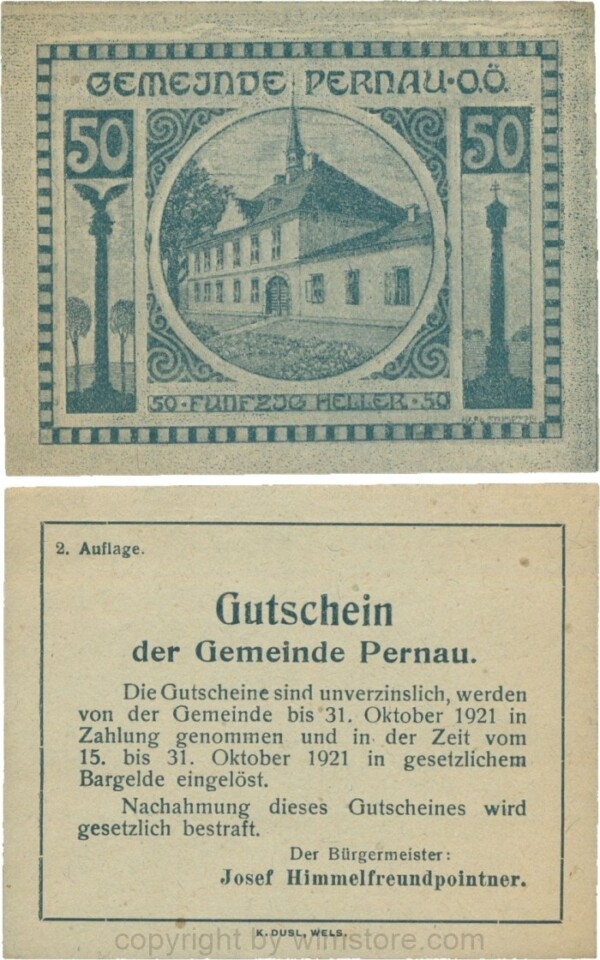 GEMEINDE PERNAU·O.Ö.
50 50
50·FÜNFZIG HELLER·50
2. Auflage.
Gutschein
der Gemeinde Pernau.
Die Gutscheine sind unverzinslich, werden
von der Gemeinde bis 31. Oktober 1921 in
Zahlung genommen und in der Zeit vom
15. bis 31. Oktober 1921 in gesetzlichem
Bargelde eingelöst.
Nachahmung dieses Gutscheines wird
gesetzlich bestraft.
Der Bürgermeister:
Josef Himmelfreundpointner.
K. DUSL, WELS.
copyright by wimstore.com